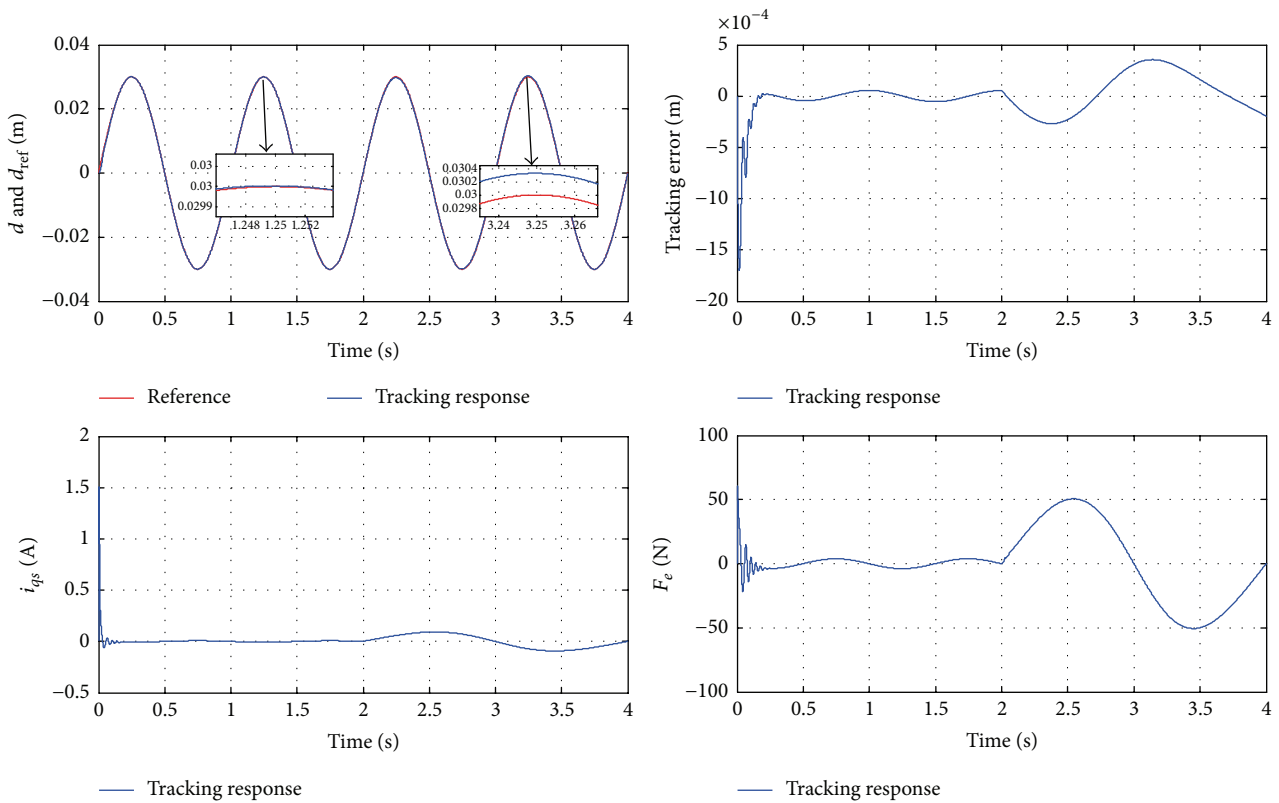 0.04
0.02
0
−0.02
−0.04
d and d_ref (m)
0.03
0.03
0.0299
1.248 1.25 1.252
0.0304
0.0302
0.03
0.0298
3.24 3.25 3.26
0 0.5 1 1.5 2 2.5 3 3.5 4
Time (s)
Reference
Tracking response
×10⁻⁴
5
0
−5
−10
−15
−20
Tracking error (m)
0 0.5 1 1.5 2 2.5 3 3.5 4
Time (s)
Tracking response
2
1.5
1
0.5
0
−0.5
i_qs (A)
0 0.5 1 1.5 2 2.5 3 3.5 4
Time (s)
Tracking response
100
50
0
−50
−100
F_e (N)
0 0.5 1 1.5 2 2.5 3 3.5 4
Time (s)
Tracking response